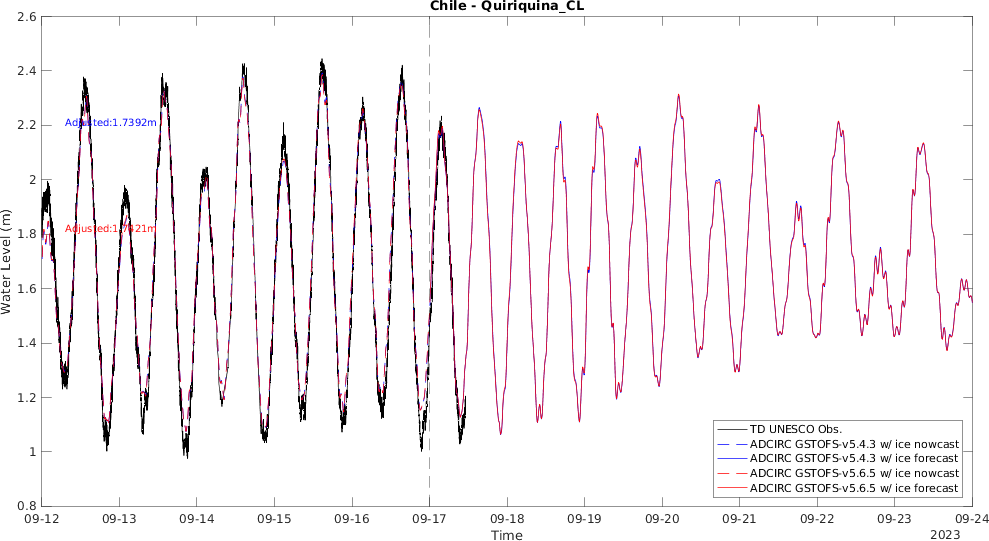 Chile - Quiriquina_CL
2.6
2.4
2.2
2
1.8
1.6
1.4
1.2
1
0.8
Water Level (m)
Adjusted:1.7392m
Adjusted:1.7421m
TD UNESCO Obs.
ADCIRC GSTOFS-v5.4.3 w/ ice nowcast
ADCIRC GSTOFS-v5.4.3 w/ ice forecast
ADCIRC GSTOFS-v5.6.5 w/ ice nowcast
ADCIRC GSTOFS-v5.6.5 w/ ice forecast
09-12 09-13 09-14 09-15 09-16 09-17 09-18 09-19 09-20 09-21 09-22 09-23 09-24
Time
2023